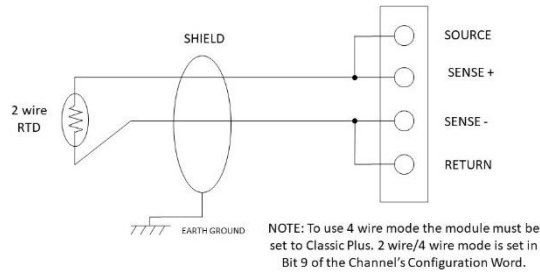 SHIELD
SOURCE
SENSE +
2 wire
RTD
SENSE -
RETURN
EARTH GROUND
NOTE: To use 4 wire mode the module must be
set to Classic Plus. 2 wire/4 wire mode is set in
Bit 9 of the Channel's Configuration Word.